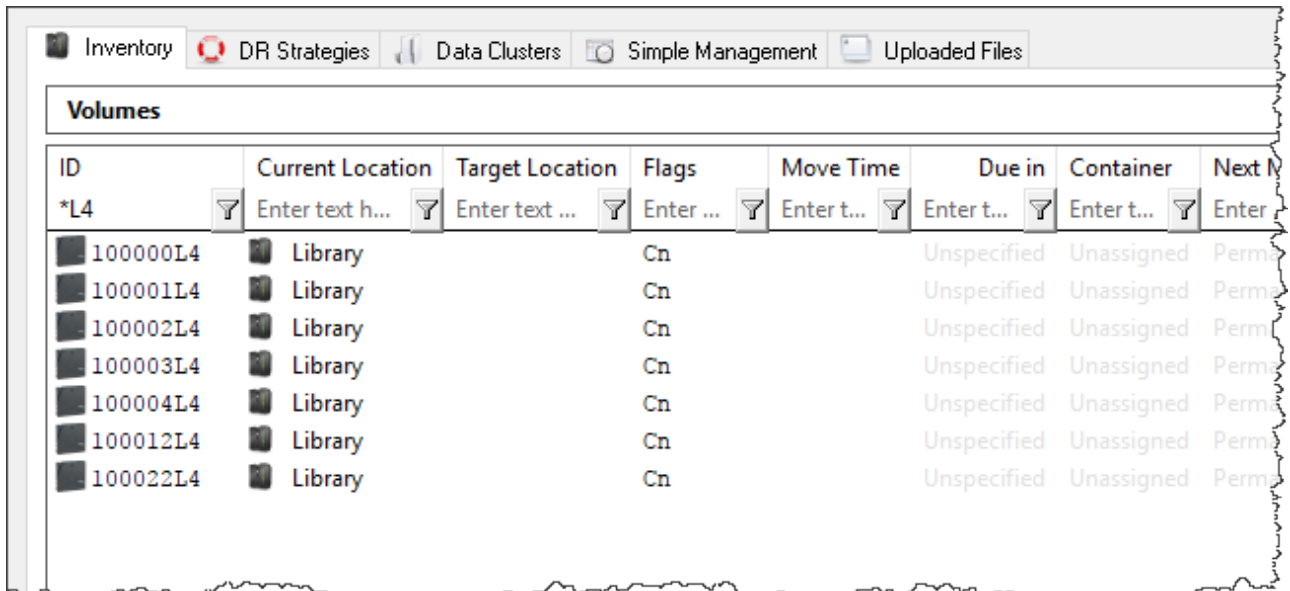 Inventory DR Strategies Data Clusters Simple Management Uploaded Files
Volumes
ID Current Location Target Location Flags Move Time Due in Container Next
*L4 Enter text h... Enter text ... Enter ... Enter t... Enter t... Enter t... Enter
100000L4 Library Cn Unspecified Unassigned
100001L4 Library Cn Unspecified Unassigned
100002L4 Library Cn Unspecified Unassigned
100003L4 Library Cn Unspecified Unassigned
100004L4 Library Cn Unspecified Unassigned
100012L4 Library Cn Unspecified Unassigned
100022L4 Library Cn Unspecified Unassigned